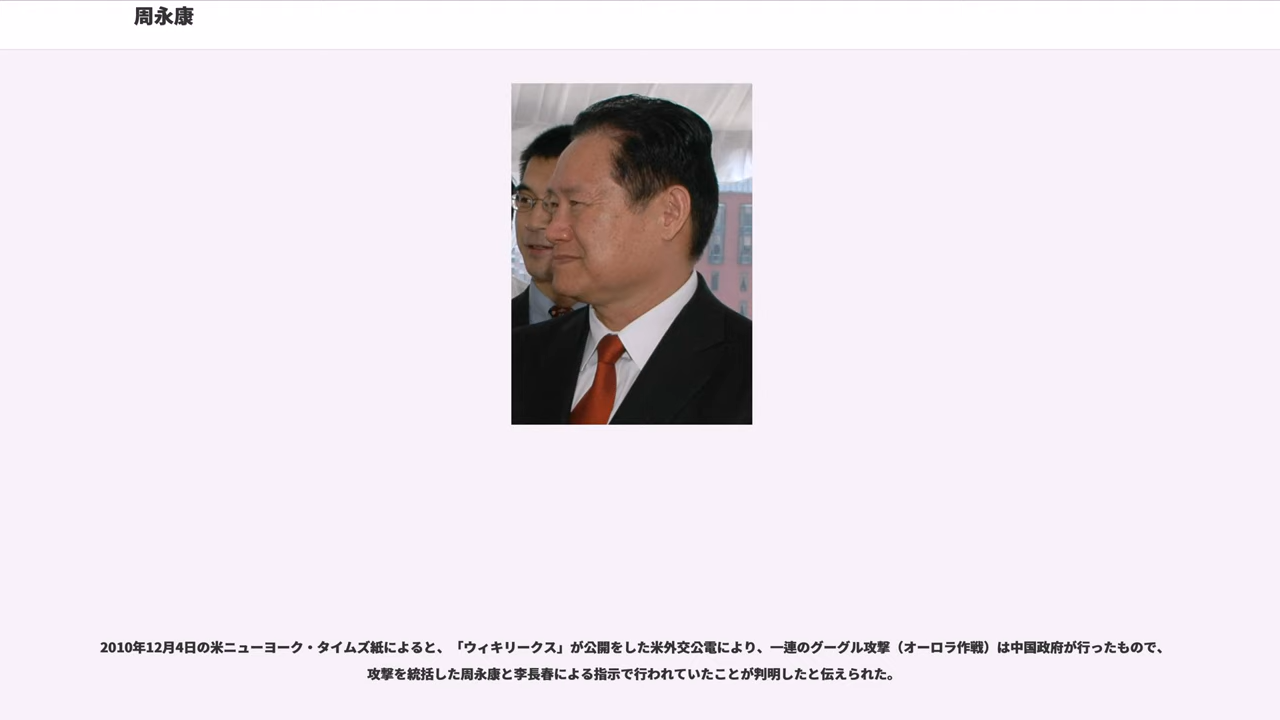 周永康
2010年12月4日の米ニューヨーク・タイムズ紙によると、「ウィキリークス」が公開をした米外交公電により、一連のグーグル攻撃（オーロラ作戦）は中国政府が行ったもので、
攻撃を統括した周永康と李長春による指示で行われていたことが判明したと伝えられた。